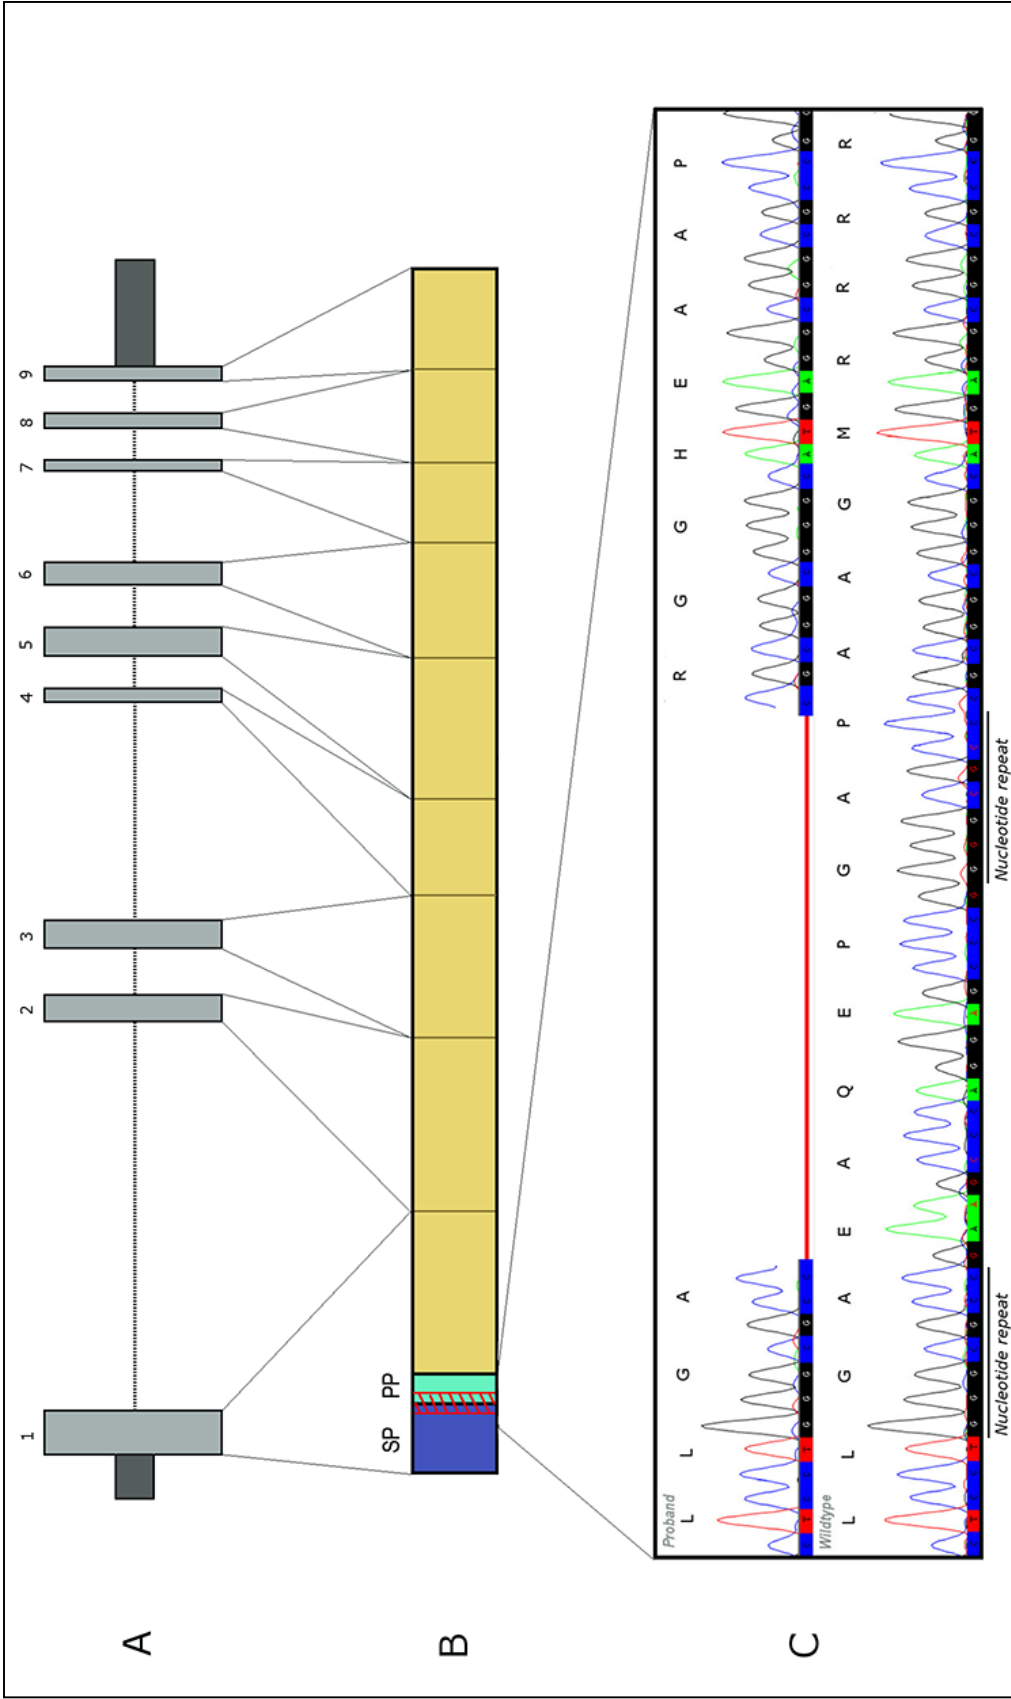 A
1 2 3 4 5 6 7 8 9
B
SP PP
C
Proband
L L G A R G G H E A A P
C T C C T G G G C G C C C G C G G C G G G C A T G A G G C G G C G C C G G
Wildtype
L L G A E A Q E P G A P A A G M R R R R
C T C C T G G G C G C C G A A G C C C A G G A G C C C G G G G C G C C C G C G G C G G G C A T G A G G C G G C G C C G G
Nucleotide repeat Nucleotide repeat